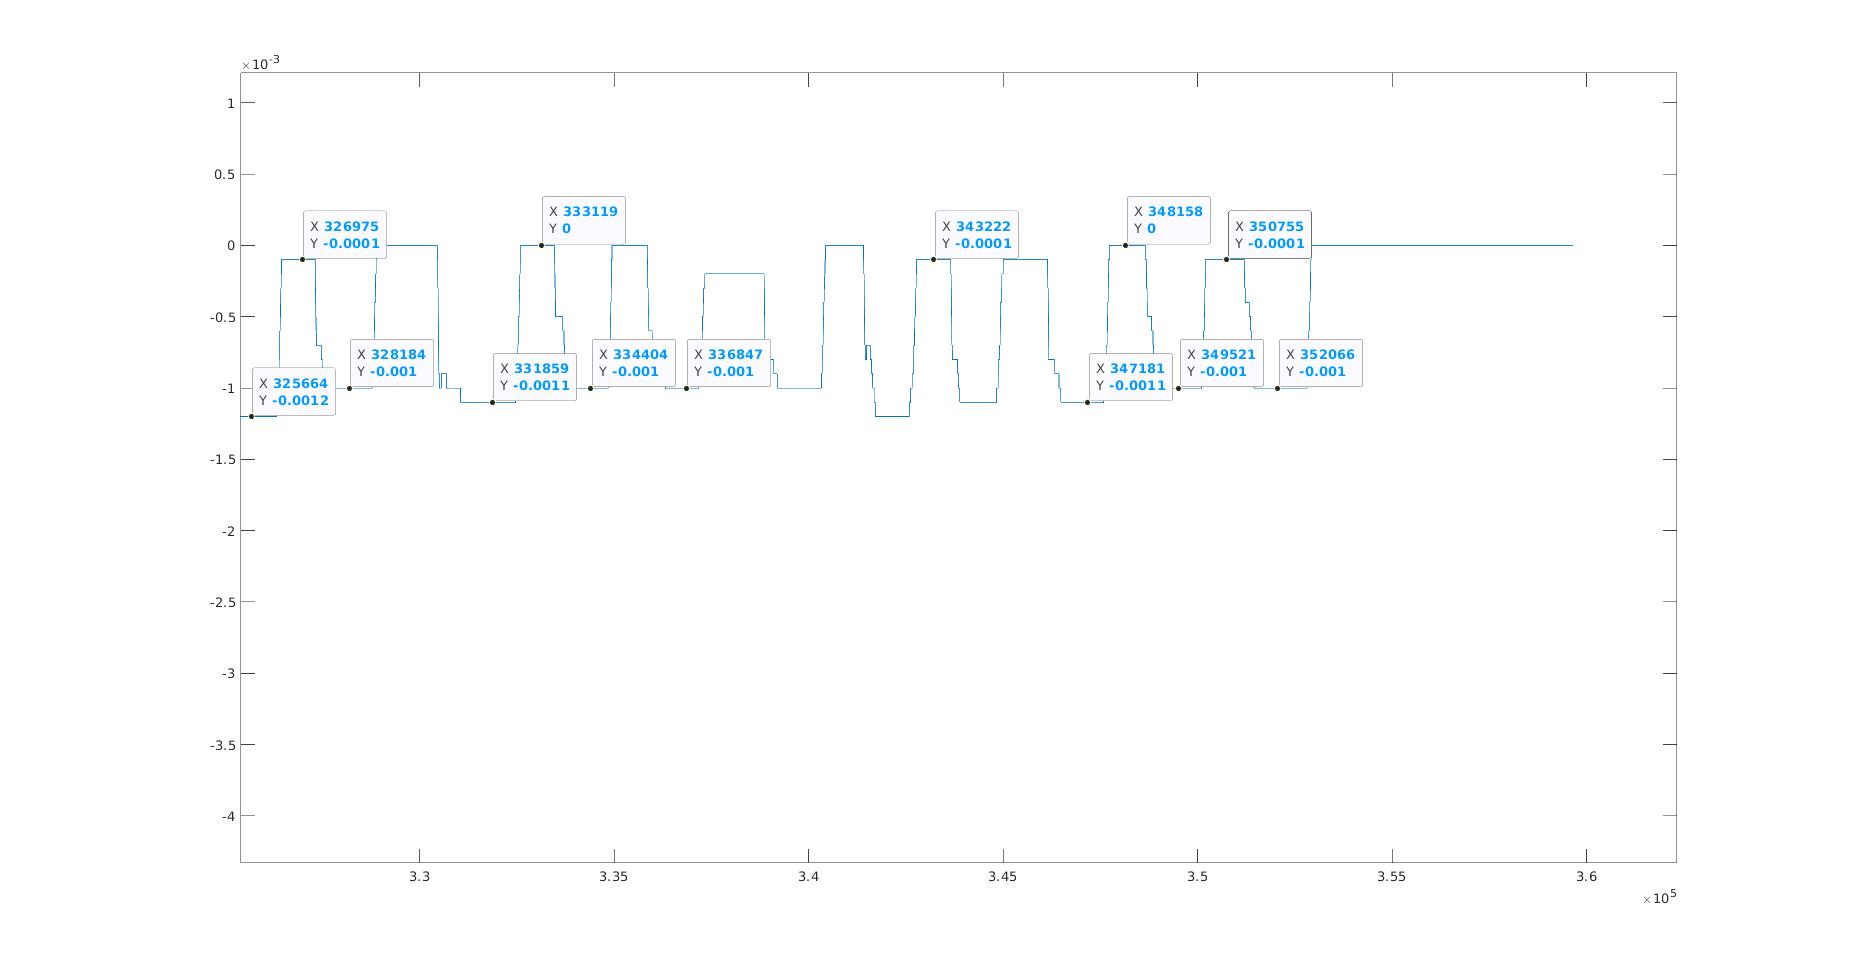 ×10-3
1
0.5
0
-0.5
-1
-1.5
-2
-2.5
-3
-3.5
-4
X 325664
Y -0.0012
X 326975
Y -0.0001
X 328184
Y -0.001
X 331859
Y -0.0011
X 333119
Y 0
X 334404
Y -0.001
X 336847
Y -0.001
X 343222
Y -0.0001
X 347181
Y -0.0011
X 348158
Y 0
X 349521
Y -0.001
X 350755
Y -0.0001
X 352066
Y -0.001
3.3 3.35 3.4 3.45 3.5 3.55 3.6
×105